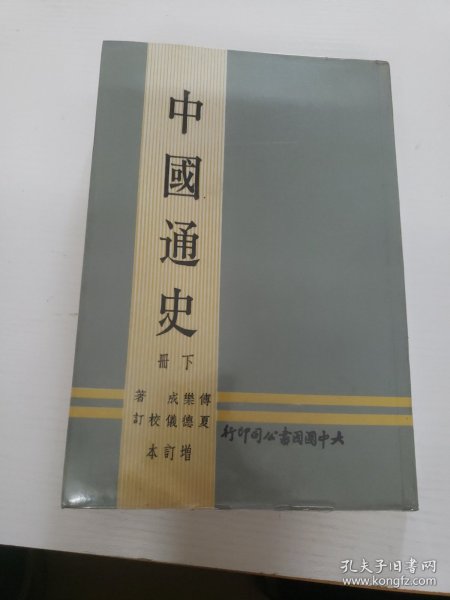 中國通史
下冊
傅樂成著
夏德儀校訂
增訂本
大中國圖書公司印行
孔夫子旧书网
www.kongfz.com